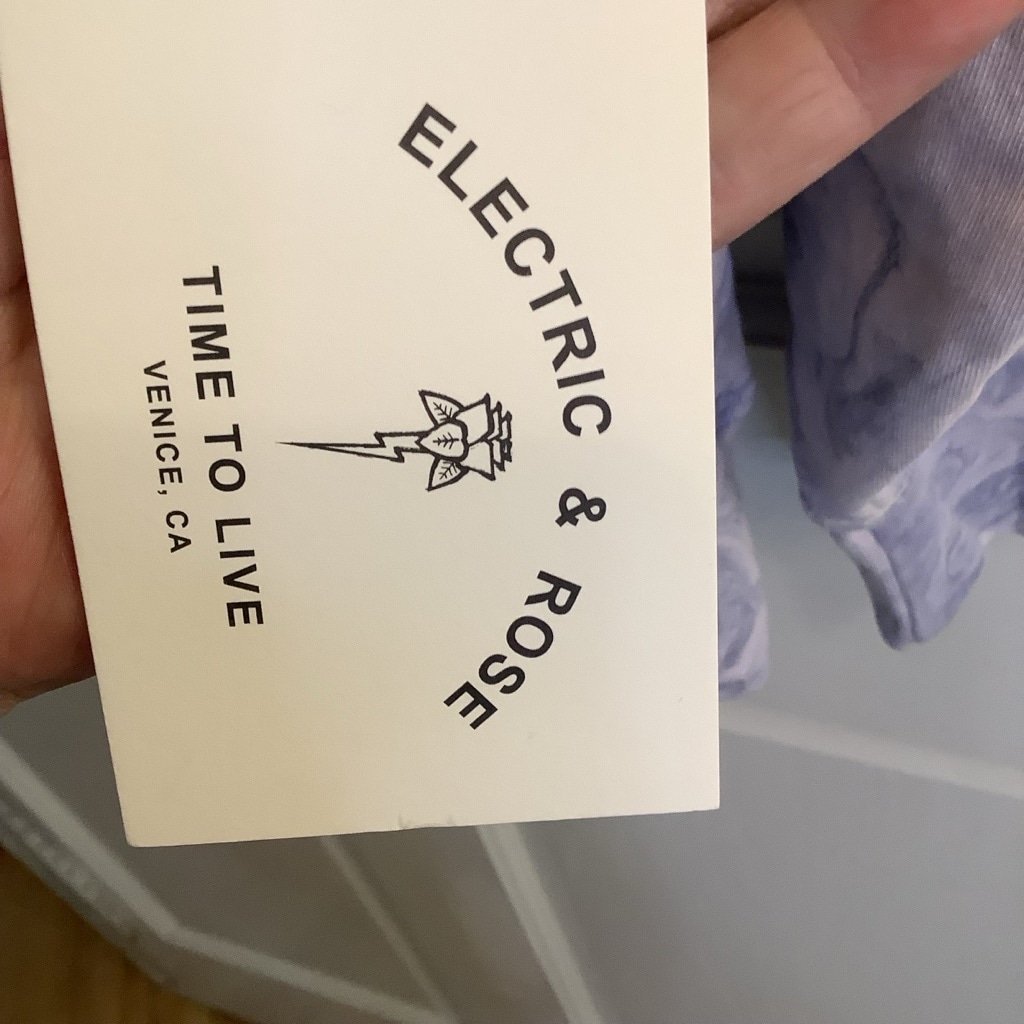 ELECTRIC & ROSE
TIME TO LIVE
VENICE, CA